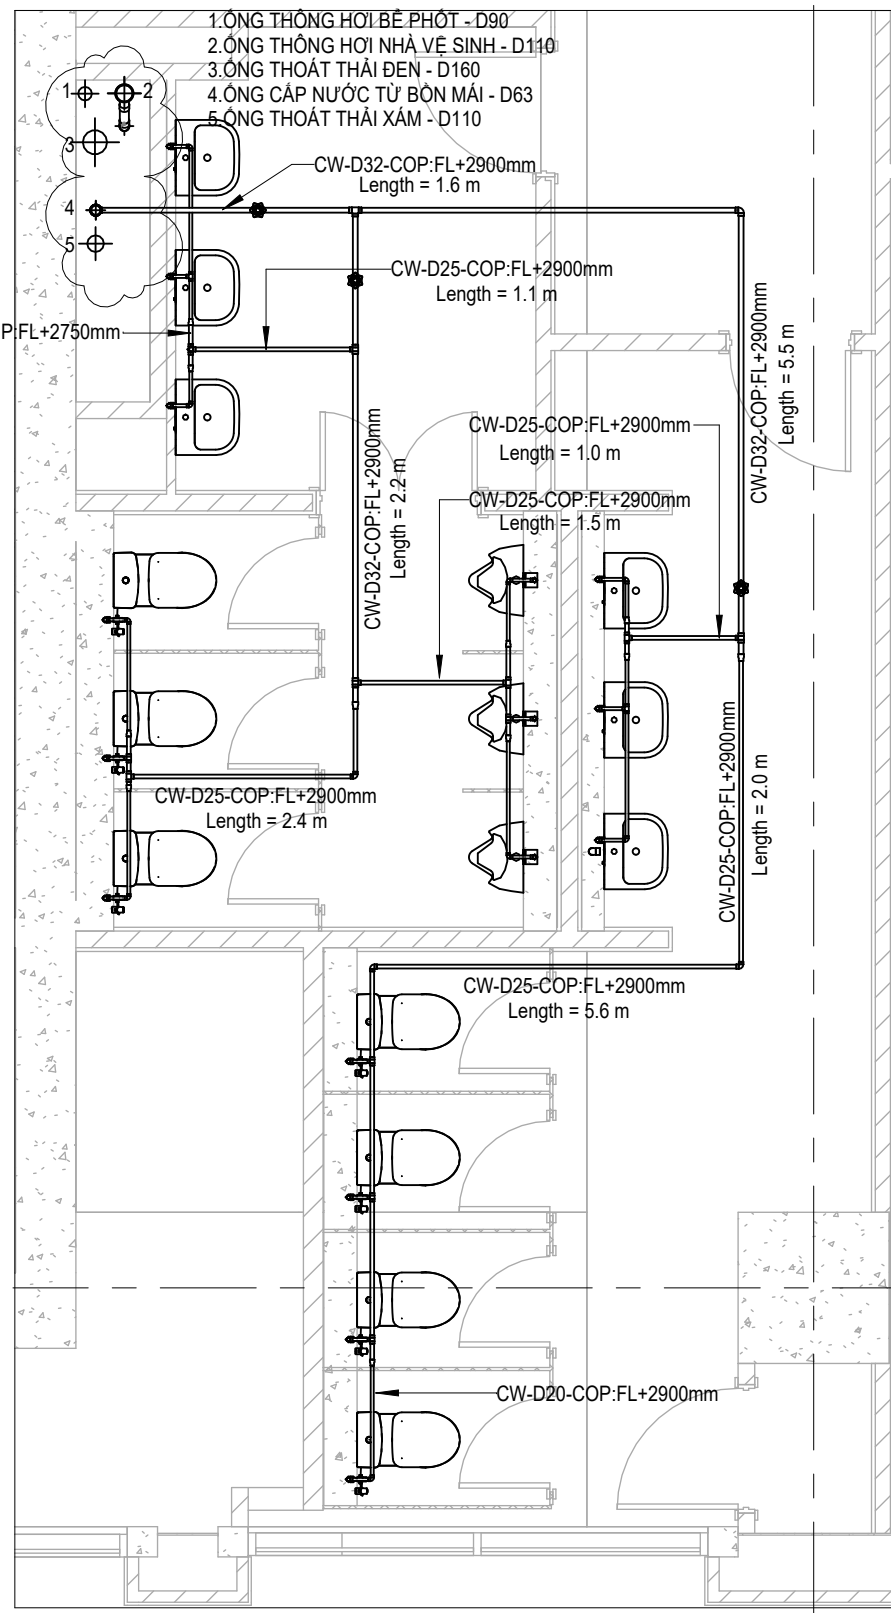 1.ỐNG THÔNG HƠI BỂ PHỐT - D90
2.ỐNG THÔNG HƠI NHÀ VỆ SINH - D110
3.ỐNG THOÁT THẢI ĐEN - D160
4.ỐNG CẤP NƯỚC TỪ BỒN MÁI - D63
5.ỐNG THOÁT THẢI XÁM - D110
1
2
3
4
5
CW-D32-COP:FL+2900mm
Length = 1.6 m
CW-D25-COP:FL+2900mm
Length = 1.1 m
P:FL+2750mm
CW-D32-COP:FL+2900mm
Length = 5.5 m
CW-D25-COP:FL+2900mm
Length = 1.0 m
CW-D32-COP:FL+2900mm
Length = 2.2 m
CW-D25-COP:FL+2900mm
Length = 1.5 m
CW-D25-COP:FL+2900mm
Length = 2.0 m
CW-D25-COP:FL+2900mm
Length = 2.4 m
CW-D25-COP:FL+2900mm
Length = 5.6 m
CW-D20-COP:FL+2900mm